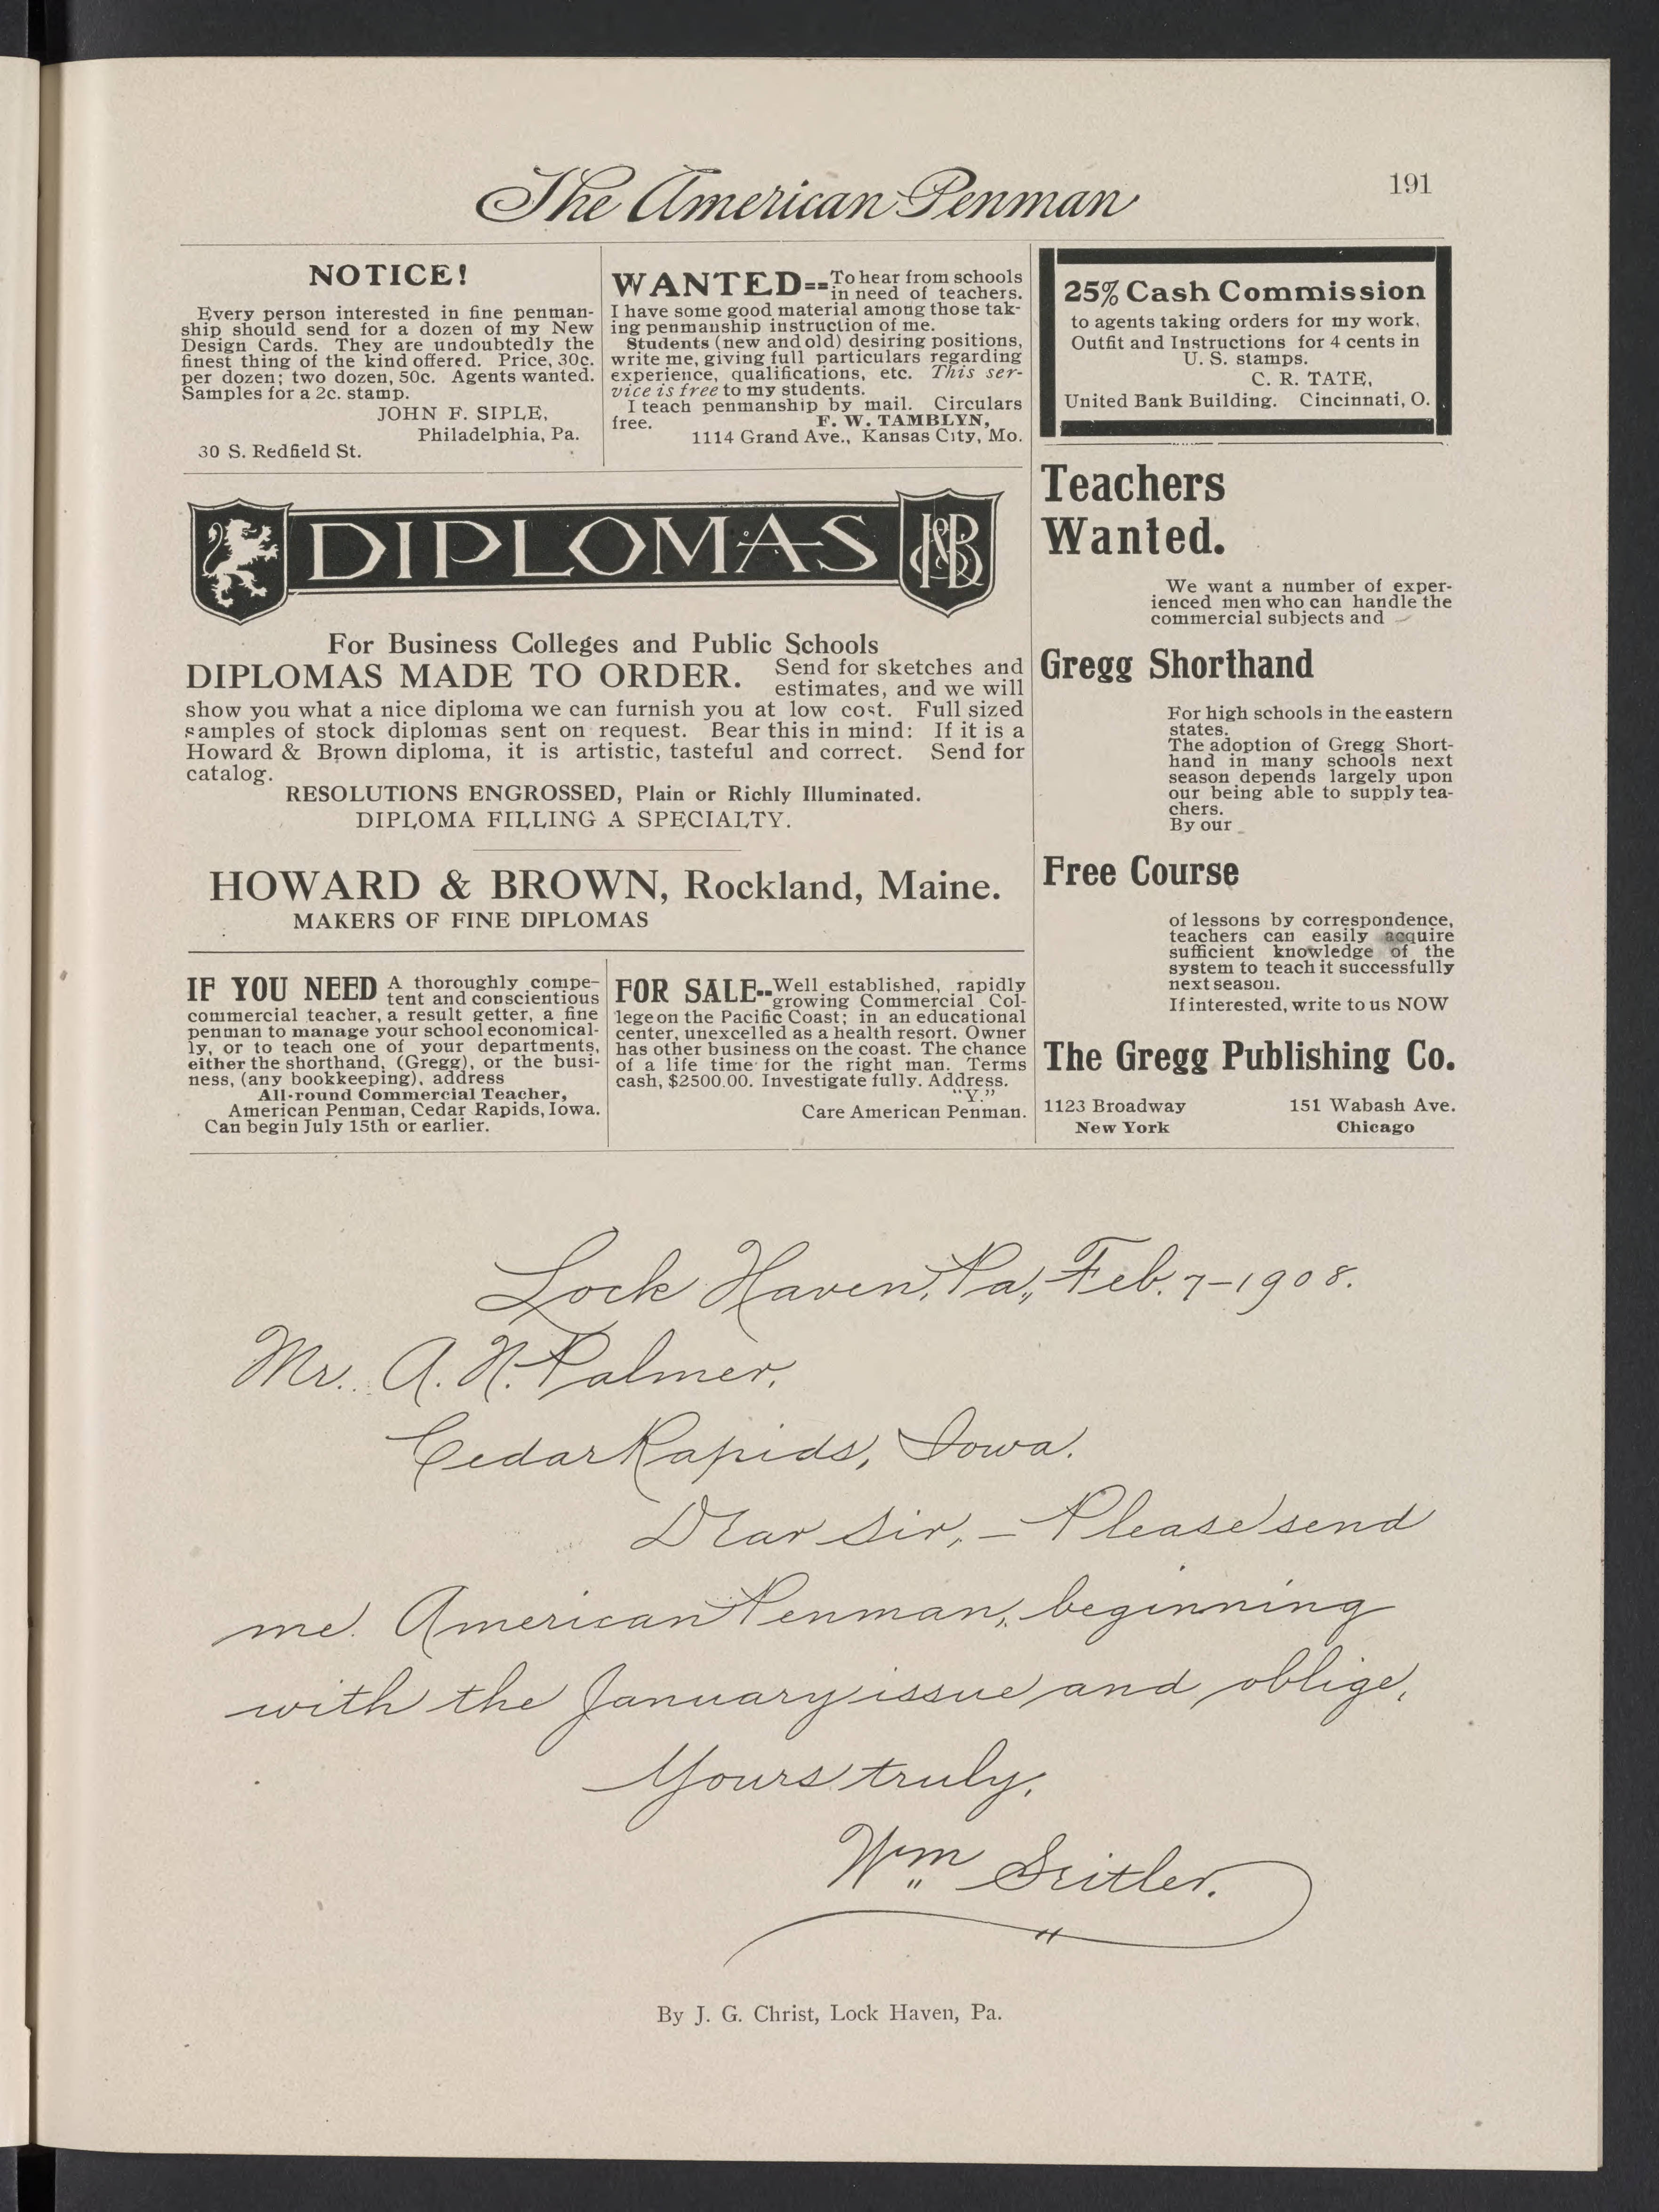 The American Penman
191
NOTICE!
Every person interested in fine penman-
ship should send for a dozen of my New
Design Cards. They are undoubtedly the
finest thing of the kind offered. Price, 30c.
per dozen; two dozen, 50c. Agents wanted.
Samples for a 2c. stamp.
JOHN F. SIPLE,
Philadelphia, Pa.
30 S. Redfield St.
WANTED==To hear from schools
in need of teachers.
I have some good material among those tak-
ing penmanship instruction of me.
Students (new and old) desiring positions,
write me, giving full particulars regarding
experience, qualifications, etc. This ser-
vice is free to my students.
I teach penmanship by mail. Circulars
free. F. W. TAMBLYN,
1114 Grand Ave., Kansas City, Mo.
25% Cash Commission
to agents taking orders for my work.
Outfit and Instructions for 4 cents in
U. S. stamps.
C. R. TATE,
United Bank Building. Cincinnati, O.
DIPLOMAS H&B
For Business Colleges and Public Schools
DIPLOMAS MADE TO ORDER. Send for sketches and
estimates, and we will
show you what a nice diploma we can furnish you at low cost. Full sized
samples of stock diplomas sent on request. Bear this in mind: If it is a
Howard & Brown diploma, it is artistic, tasteful and correct. Send for
catalog.
RESOLUTIONS ENGROSSED, Plain or Richly Illuminated.
DIPLOMA FILLING A SPECIALTY.
HOWARD & BROWN, Rockland, Maine.
MAKERS OF FINE DIPLOMAS
IF YOU NEED A thoroughly compe-
tent and conscientious
commercial teacher, a result getter, a fine
penman to manage your school economical-
ly, or to teach one of your departments,
either the shorthand, (Gregg), or the busi-
ness, (any bookkeeping), address
All-round Commercial Teacher,
American Penman, Cedar Rapids, Iowa.
Can begin July 15th or earlier.
FOR SALE--Well established, rapidly
growing Commercial Col-
lege on the Pacific Coast; in an educational
center, unexcelled as a health resort. Owner
has other business on the coast. The chance
of a life time for the right man. Terms
cash, $2500.00. Investigate fully. Address.
"Y."
Care American Penman.
Teachers
Wanted.
We want a number of exper-
ienced men who can handle the
commercial subjects and
Gregg Shorthand
For high schools in the eastern
states.
The adoption of Gregg Short-
hand in many schools next
season depends largely upon
our being able to supply tea-
chers.
By our
Free Course
of lessons by correspondence,
teachers can easily acquire
sufficient knowledge of the
system to teach it successfully
next season.
If interested, write to us NOW
The Gregg Publishing Co.
1123 Broadway 151 Wabash Ave.
New York Chicago
Lock Haven, Pa., Feb. 7-1908.
Mr. A. N. Palmer,
Cedar Rapids, Iowa.
Dear Sir,- Please send
me American Penman, beginning
with the January issue and oblige,
Yours truly,
Wm Seitler.
By J. G. Christ, Lock Haven, Pa.